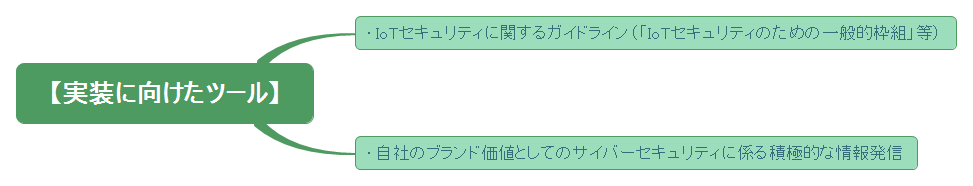 【実装に向けたツール】
・IoTセキュリティに関するガイドライン（「IoTセキュリティのための一般的枠組」等）
・自社のブランド価値としてのサイバーセキュリティに係る積極的な情報発信